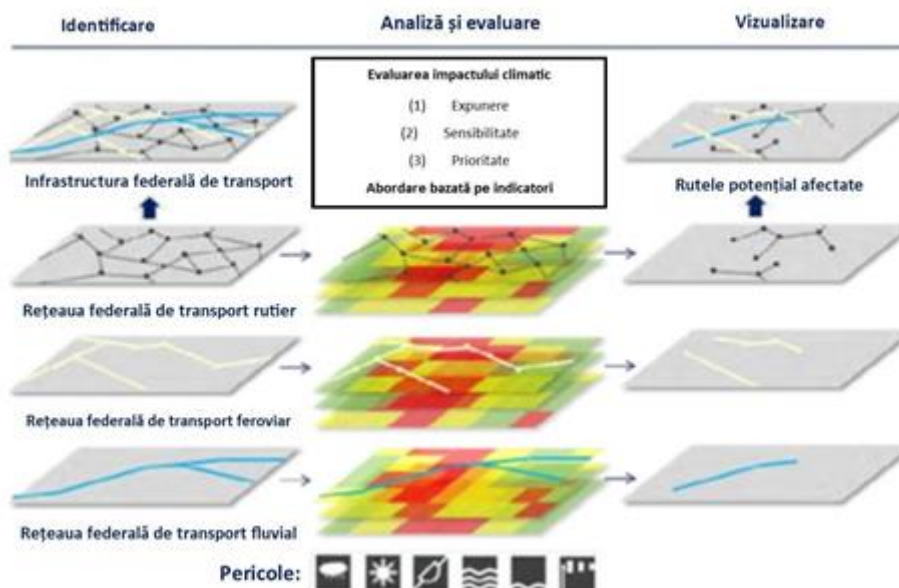 Identificare
Analiză și evaluare
Vizualizare
Evaluarea impactului climatic
(1) Expunere
(2) Sensibilitate
(3) Prioritate
Abordare bazată pe indicatori
Infrastructura federală de transport
Rutele potențial afectate
Rețeaua federală de transport rutier
Rețeaua federală de transport feroviar
Rețeaua federală de transport fluvial
Pericole: